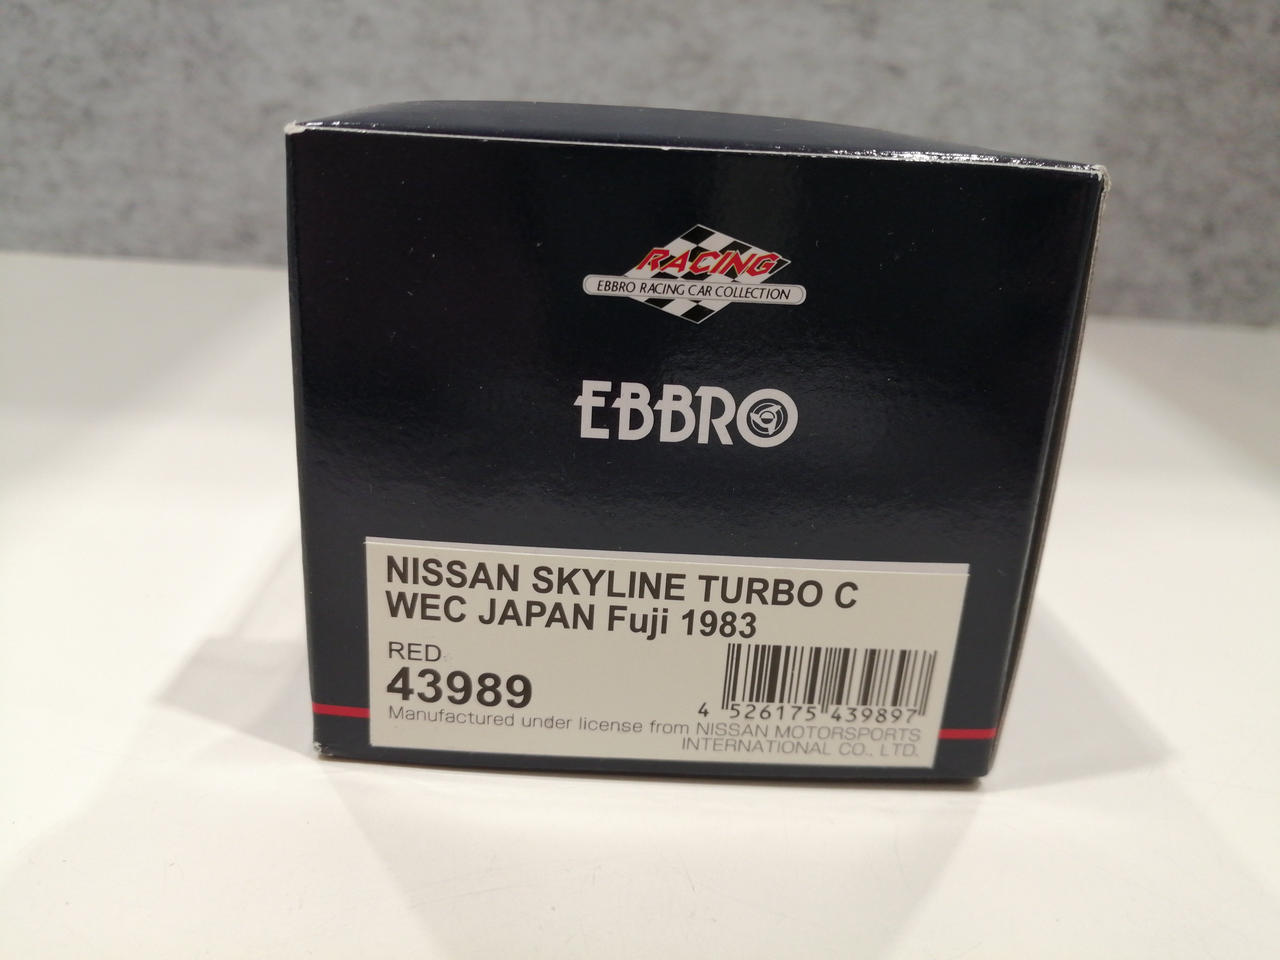 RACING
EBBRO RACING CAR COLLECTION
EBBRO
NISSAN SKYLINE TURBO C
WEC JAPAN Fuji 1983
RED
43989
4 526175 439897
Manufactured under license from NISSAN MOTORSPORTS
INTERNATIONAL CO., LTD.